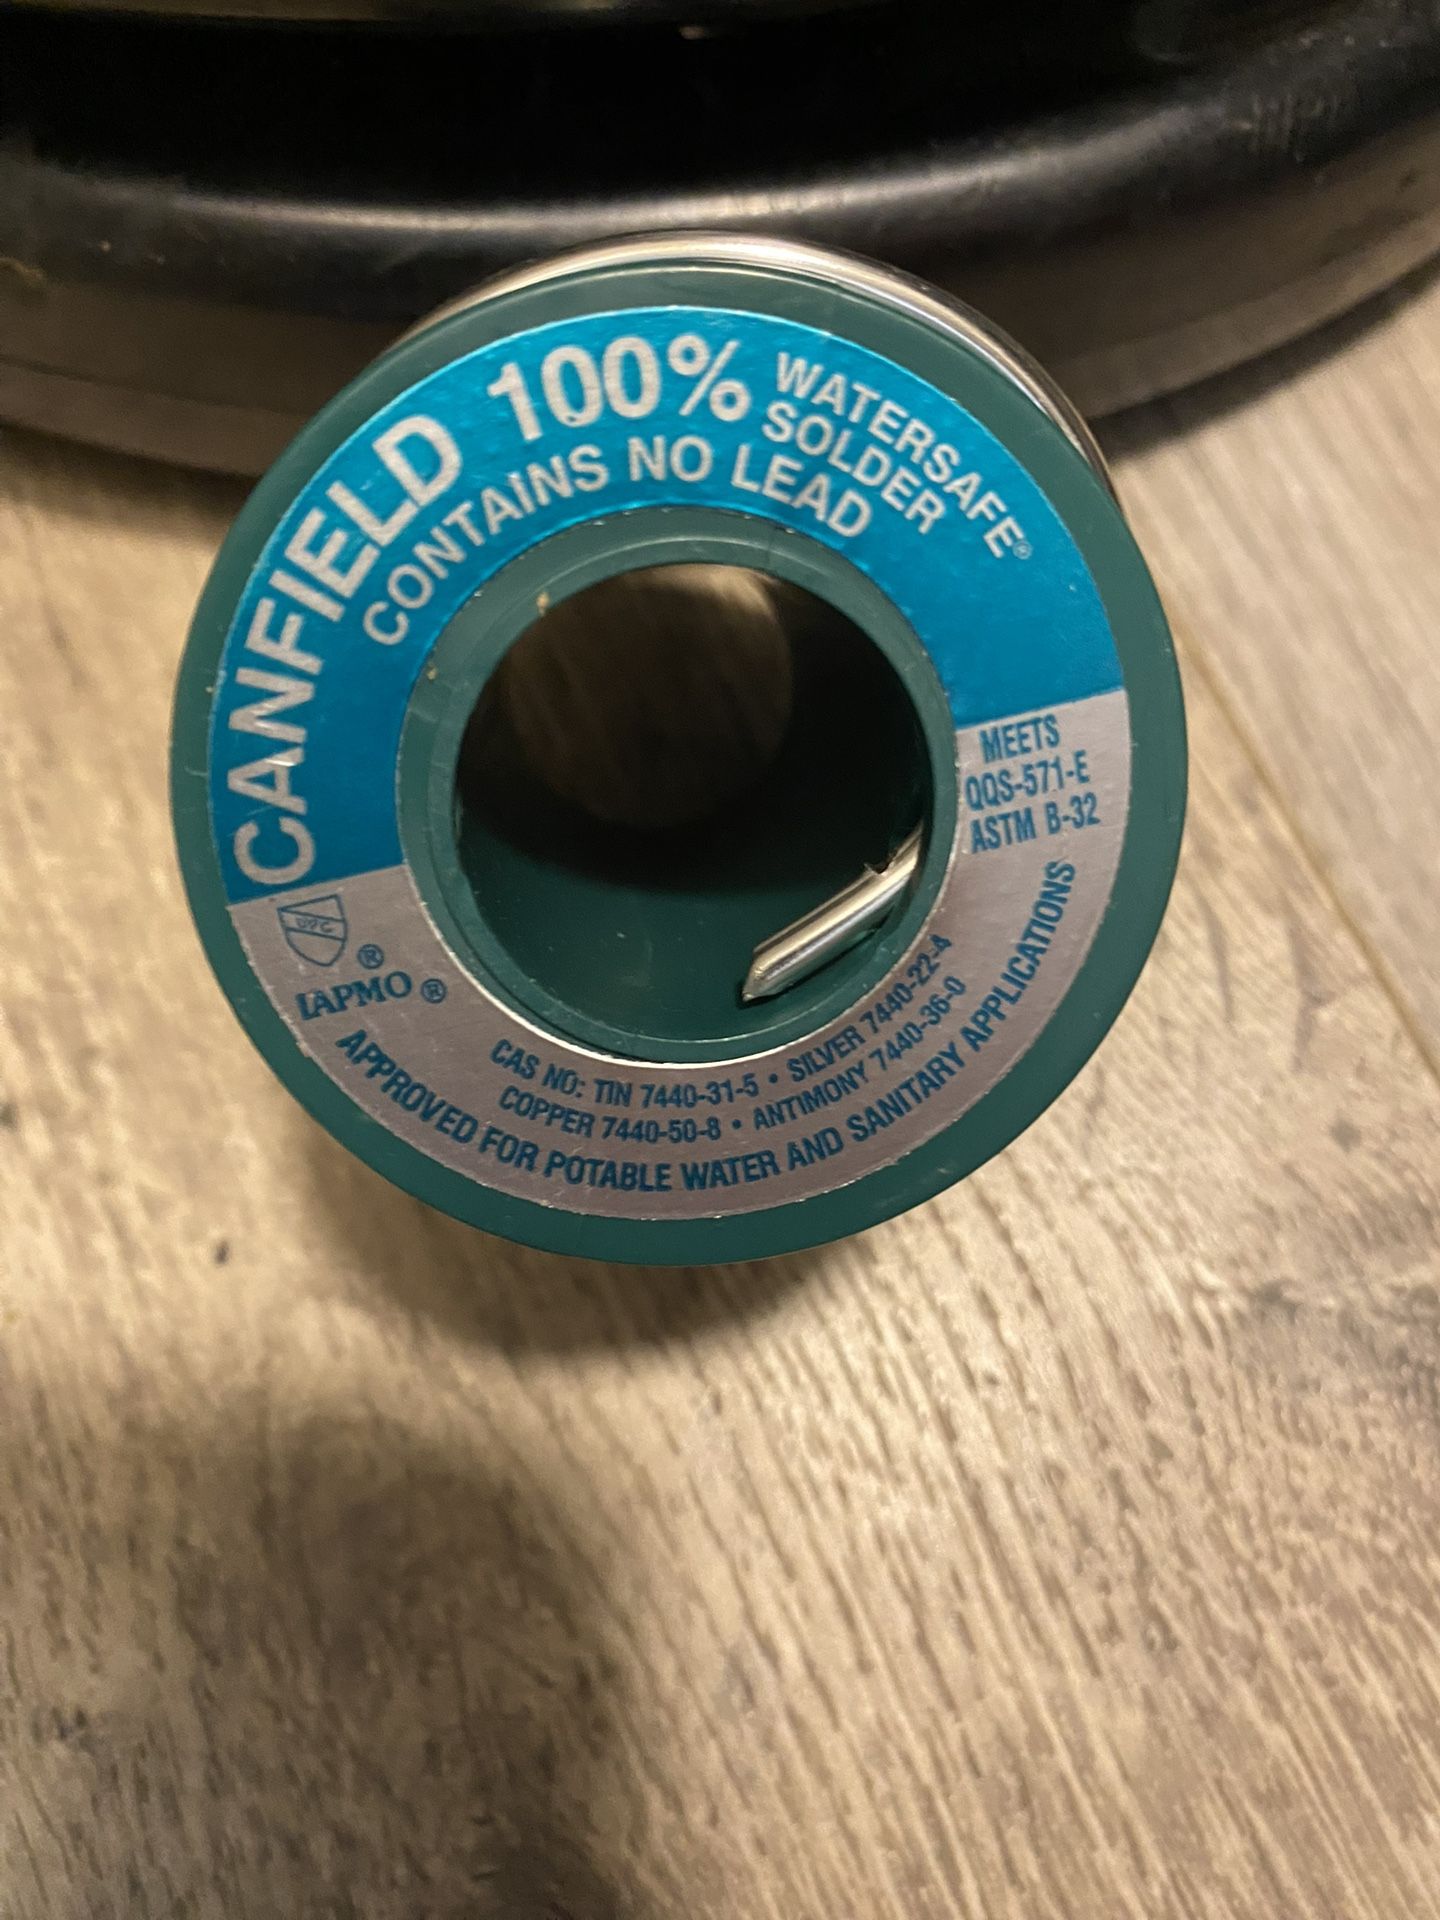 CANFIELD 100% WATERSAFE®
SOLDER
CONTAINS NO LEAD
MEETS
QQS-571-E
ASTM B-32
®
IAPMO ®
CAS NO: TIN 7440-31-5 • SILVER 7440-22-4
COPPER 7440-50-8 • ANTIMONY 7440-36-0
APPROVED FOR POTABLE WATER AND SANITARY APPLICATIONS